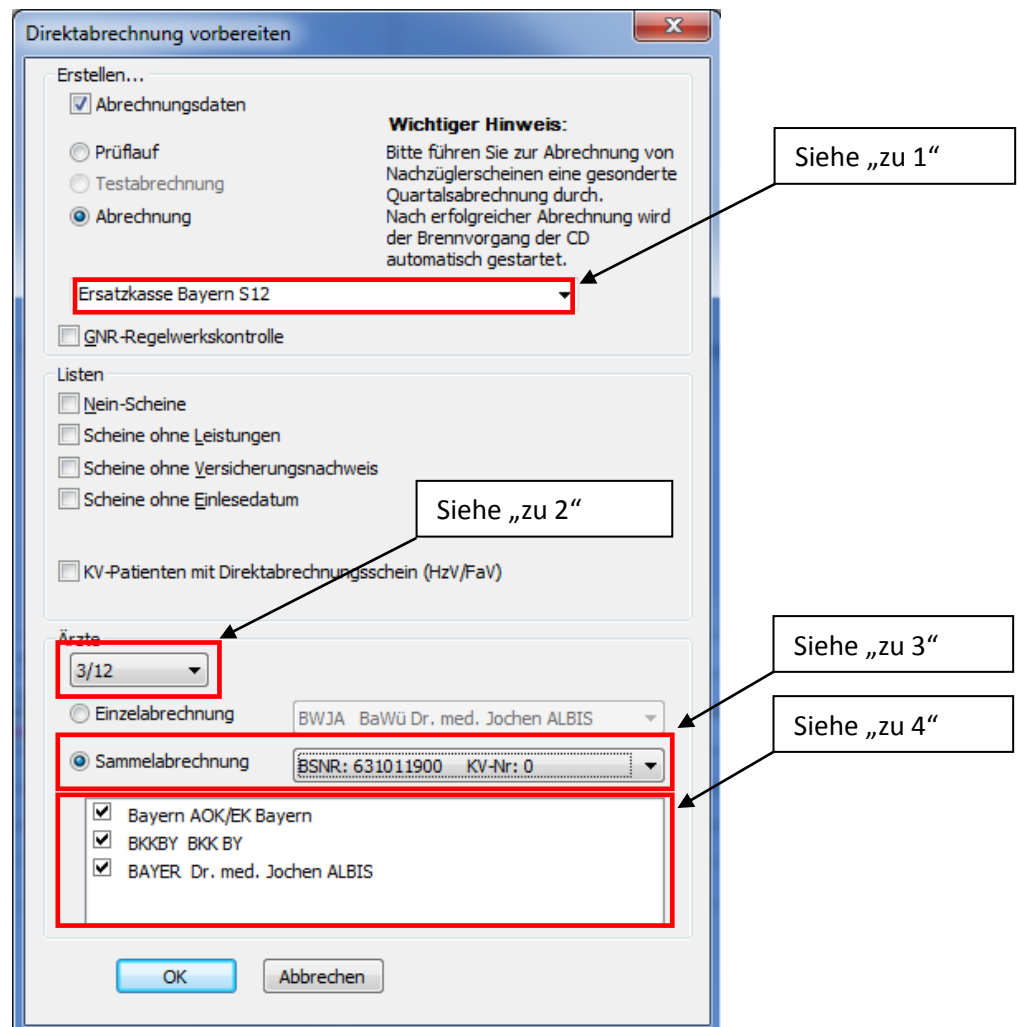 Direktabrechnung vorbereiten
Erstellen...
Abrechnungsdaten
Wichtiger Hinweis:
Prüflauf
Testabrechnung
Abrechnung
Bitte führen Sie zur Abrechnung von
Nachzüglerscheinen eine gesonderte
Quartalsabrechnung durch.
Nach erfolgreicher Abrechnung wird
der Brennvorgang der CD
automatisch gestartet.
Siehe „zu 1“
Ersatzkasse Bayern S12
GNR-Regelwerkskontrolle
Listen
Nein-Scheine
Scheine ohne Leistungen
Scheine ohne Versicherungsnachweis
Scheine ohne Einlesedatum
Siehe „zu 2“
KV-Patienten mit Direktabrechnungsschein (HzV/FaV)
Ärzte
3/12
Siehe „zu 3“
Einzelabrechnung
BWJA BaWü Dr. med. Jochen ALBIS
Siehe „zu 4“
Sammelabrechnung
BSNR: 631011900 KV-Nr: 0
Bayern AOK/EK Bayern
BKKBY BKK BY
BAYER Dr. med. Jochen ALBIS
OK
Abbrechen